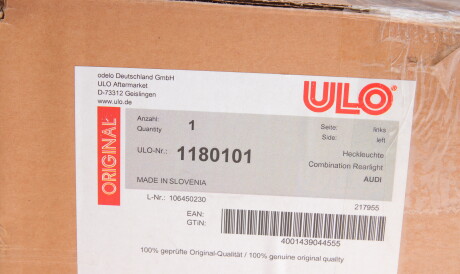 odelo Deutschland GmbH
ULO Aftermarket
D-73312 Geislingen
www.ulo.de
ULO®
ORIGINAL
Anzahl:
Quantity
1
Seite: links
Side: left
ULO-Nr.: 1180101
Heckleuchte
Combination Rearlight
AUDI
MADE IN SLOVENIA
L-Nr.: 106450230
217955
EAN:
GTIN:
4001439044555
100% geprüfte Original-Qualität / 100% genuine original quality